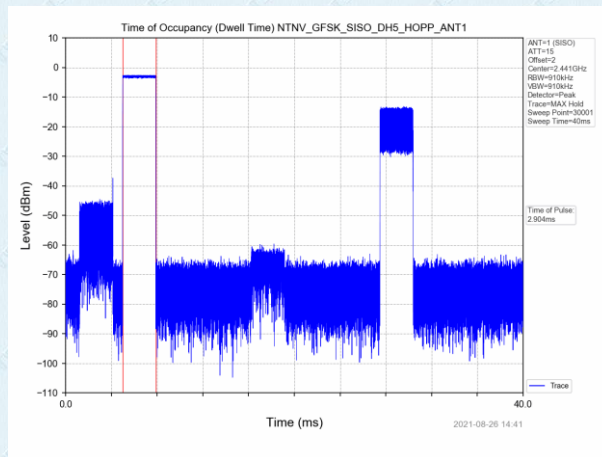 Time of Occupancy (Dwell Time) NTNV_GFSK_SISO_DH5_HOPP_ANT1
10
0
−10
−20
−30
−40
−50
−60
−70
−80
−90
−100
−110
Level (dBm)
ANT=1 (SISO)
ATT=15
Offset=2
Center=2.441GHz
RBW=910kHz
VBW=910kHz
Detector=Peak
Trace=MAX Hold
Sweep Point=30001
Sweep Time=40ms
Time of Pulse:
2.904ms
Trace
0.0
40.0
Time (ms)
2021-08-26 14:41